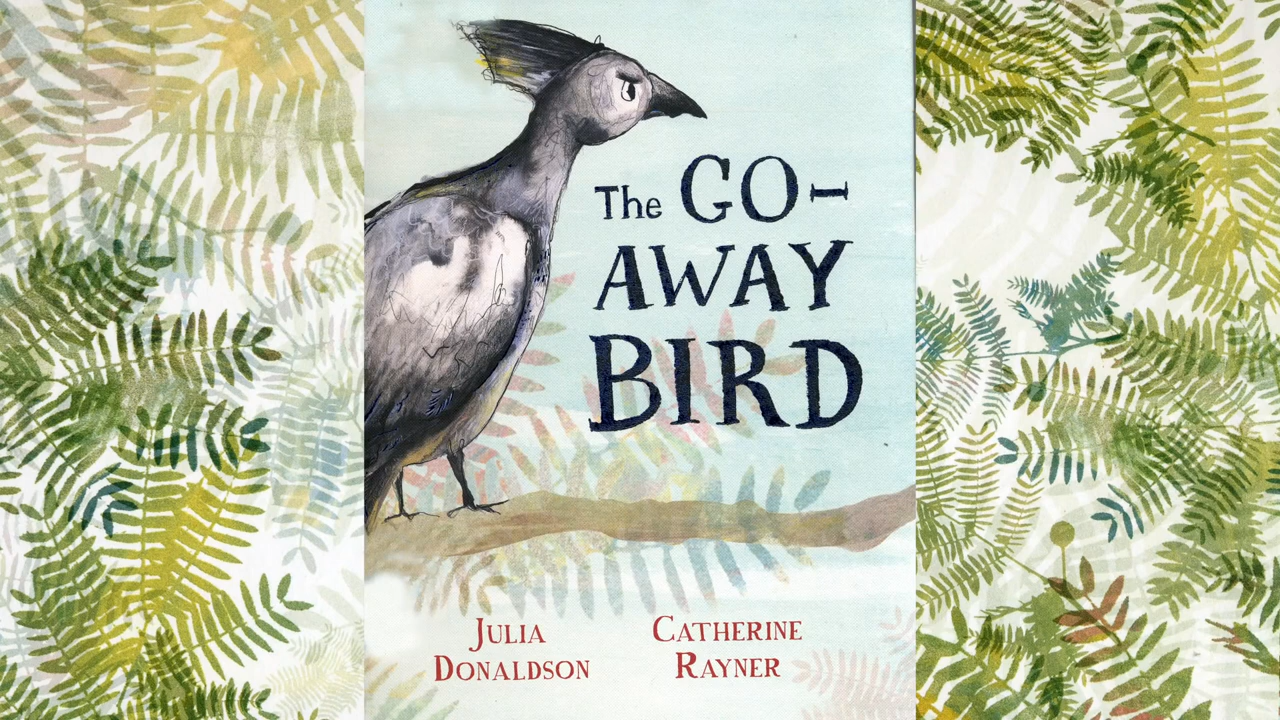 The GO-
AWAY
BIRD
JULIA
DONALDSON
CATHERINE
RAYNER